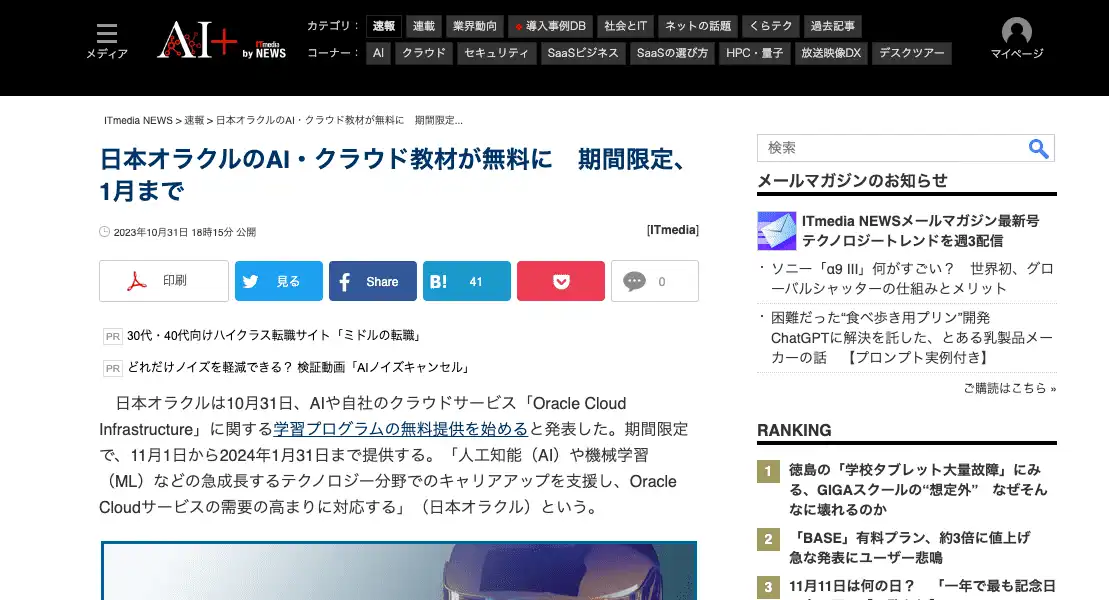 メディア
AI+
by ITmedia NEWS
カテゴリ： 速報 連載 業界動向 導入事例DB 社会とIT ネットの話題 くらテク 過去記事
コーナー： AI クラウド セキュリティ SaaSビジネス SaaSの選び方 HPC・量子 放送映像DX デスクツアー
マイページ
ITmedia NEWS > 速報 > 日本オラクルのAI・クラウド教材が無料に　期間限定...
日本オラクルのAI・クラウド教材が無料に　期間限定、
1月まで
2023年10月31日 18時15分 公開
[ITmedia]
印刷 見る Share B! 41 0
PR 30代・40代向けハイクラス転職サイト「ミドルの転職」
PR どれだけノイズを軽減できる？ 検証動画「AIノイズキャンセル」
日本オラクルは10月31日、AIや自社のクラウドサービス「Oracle Cloud
Infrastructure」に関する学習プログラムの無料提供を始めると発表した。期間限定
で、11月1日から2024年1月31日まで提供する。「人工知能（AI）や機械学習
（ML）などの急成長するテクノロジー分野でのキャリアアップを支援し、Oracle
Cloudサービスの需要の高まりに対応する」（日本オラクル）という。
検索
メールマガジンのお知らせ
ITmedia NEWSメールマガジン最新号
テクノロジートレンドを週3配信
・ソニー「α9 III」何がすごい？　世界初、グロ
ーバルシャッターの仕組みとメリット
・困難だった“食べ歩き用プリン”開発
ChatGPTに解決を託した、とある乳製品メー
カーの話　【プロンプト実例付き】
ご購読はこちら »
RANKING
1 徳島の「学校タブレット大量故障」にみ
る、GIGAスクールの“想定外”　なぜそん
なに壊れるのか
2 「BASE」有料プラン、約3倍に値上げ
急な発表にユーザー悲鳴
3 11月11日は何の日？　「一年で最も記念日